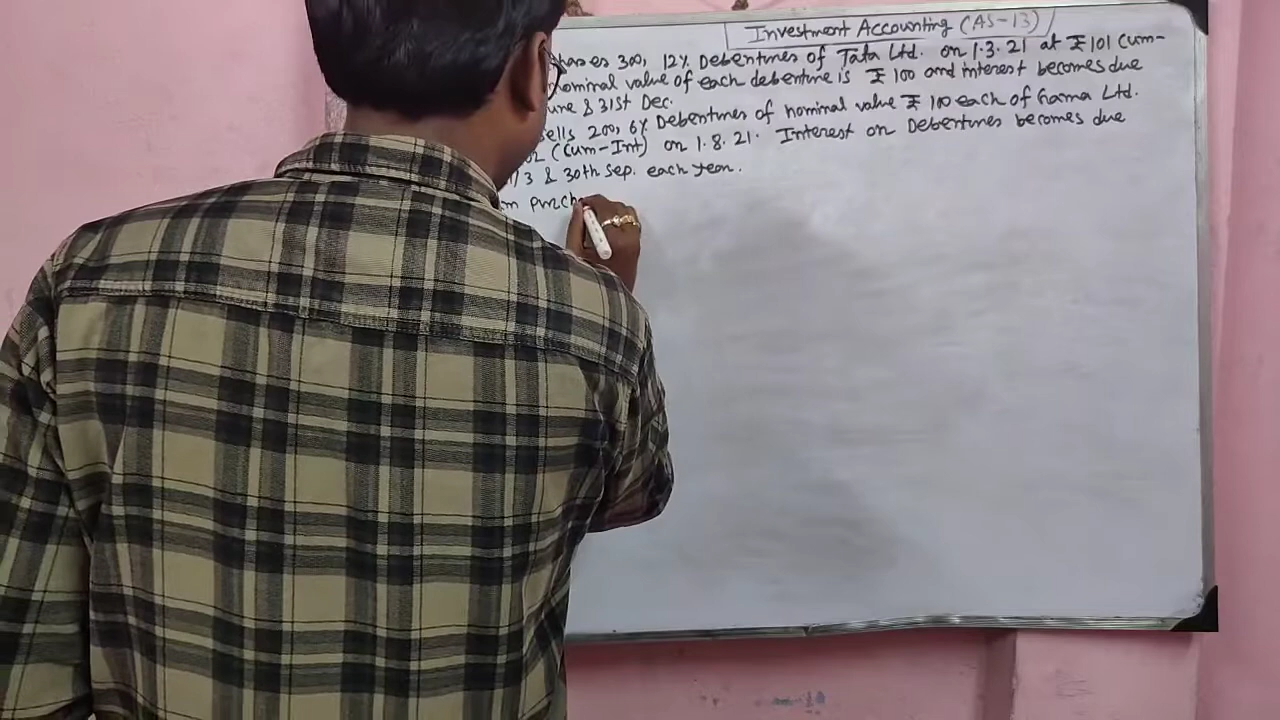 Investment Accounting (AS-13)
hases 300, 12% Debentures of Tata Ltd. on 1.3.21 at ₹101 Cum-
nominal value of each debenture is ₹ 100 and interest becomes due
une & 31st Dec.
ells 200, 6% Debentures of nominal value ₹ 100 each of Gama Ltd.
02 (Cum-Int) on 1.8.21. Interest on Debentures becomes due
/3 & 30th Sep. each year.
purch